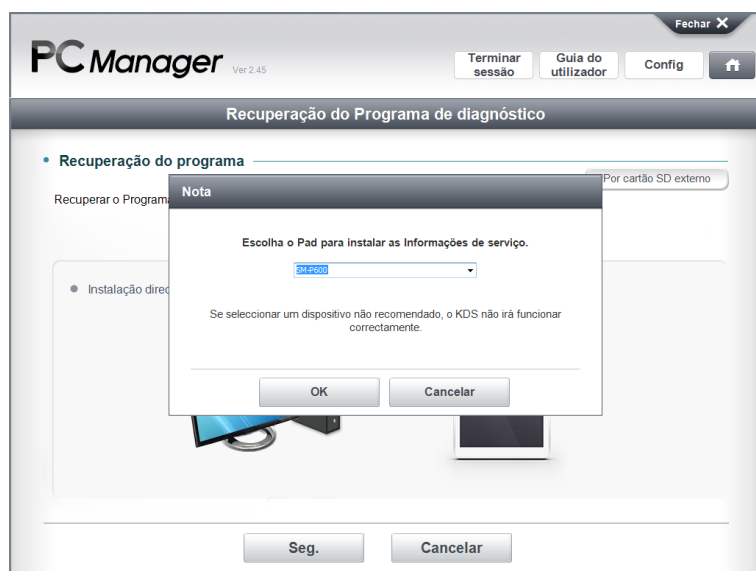 Fechar X
PC Manager Ver 2.45
Terminar sessão
Guia do utilizador
Config
Recuperação do Programa de diagnóstico
Recuperação do programa
Por cartão SD externo
Recuperar o Programa
Nota
Escolha o Pad para instalar as Informações de serviço.
SM-P600
Instalação direc
Se seleccionar um dispositivo não recomendado, o KDS não irá funcionar
correctamente.
OK
Cancelar
Seg.
Cancelar